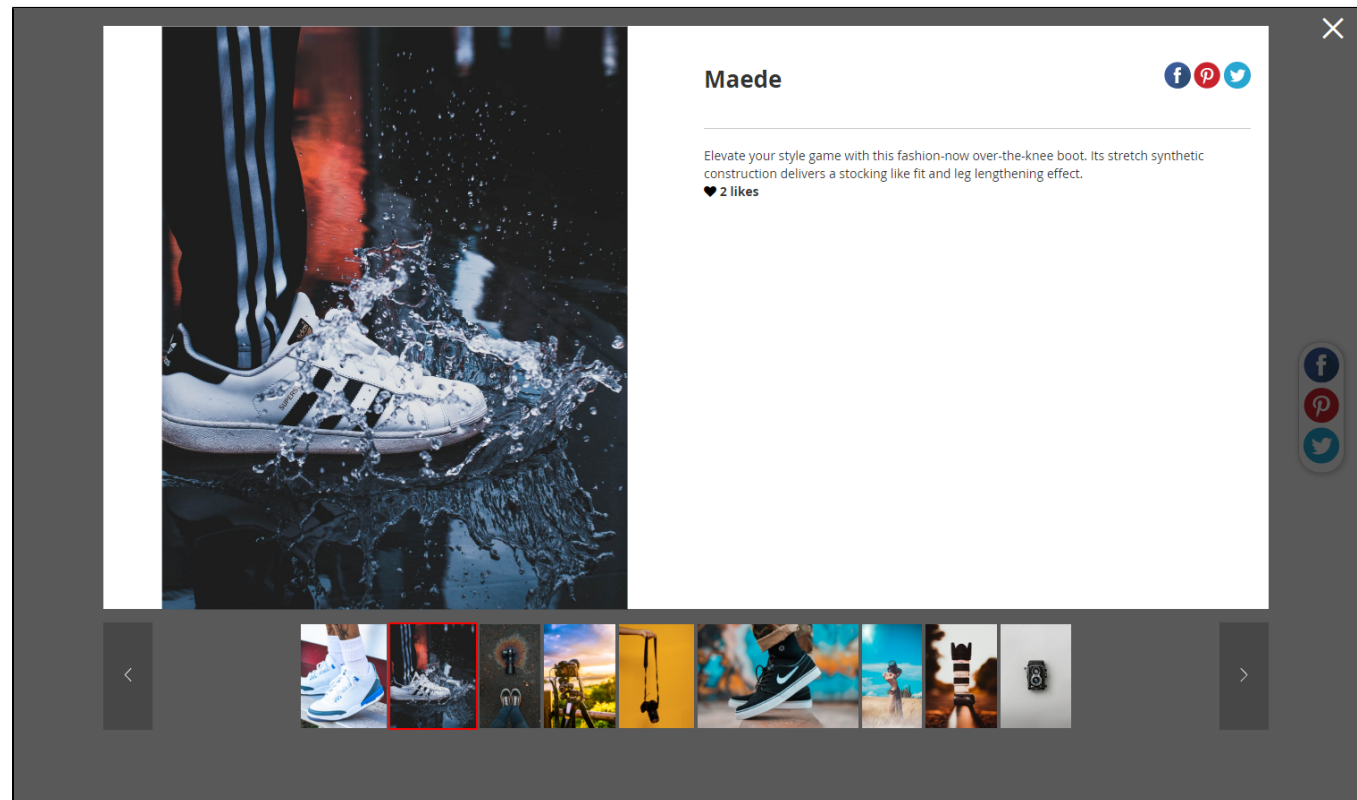 Maede
Elevate your style game with this fashion-now over-the-knee boot. Its stretch synthetic
construction delivers a stocking like fit and leg lengthening effect.
2 likes